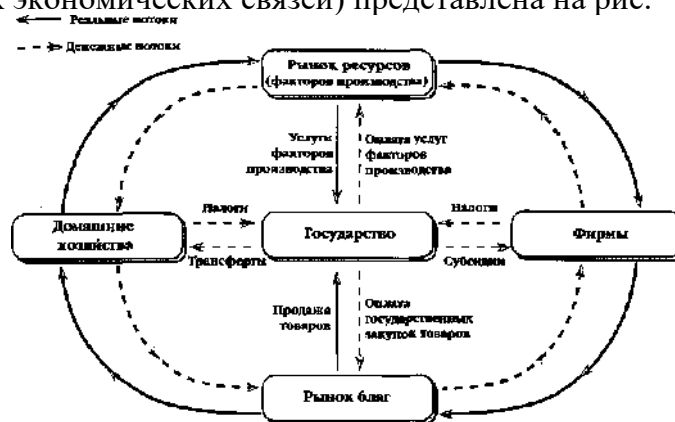 к экономических связей) представлена на рис.
Реальные потоки
Денежные потоки
Рынок ресурсов
(факторов производства)
Услуги
факторов
производства
Оплата услуг
факторов
производства
Налоги
Налоги
Домашние
хозяйства
Государство
Фирмы
Трансферты
Субсидии
Продажа
товаров
Оплата
государственных
закупок товаров
Рынок благ